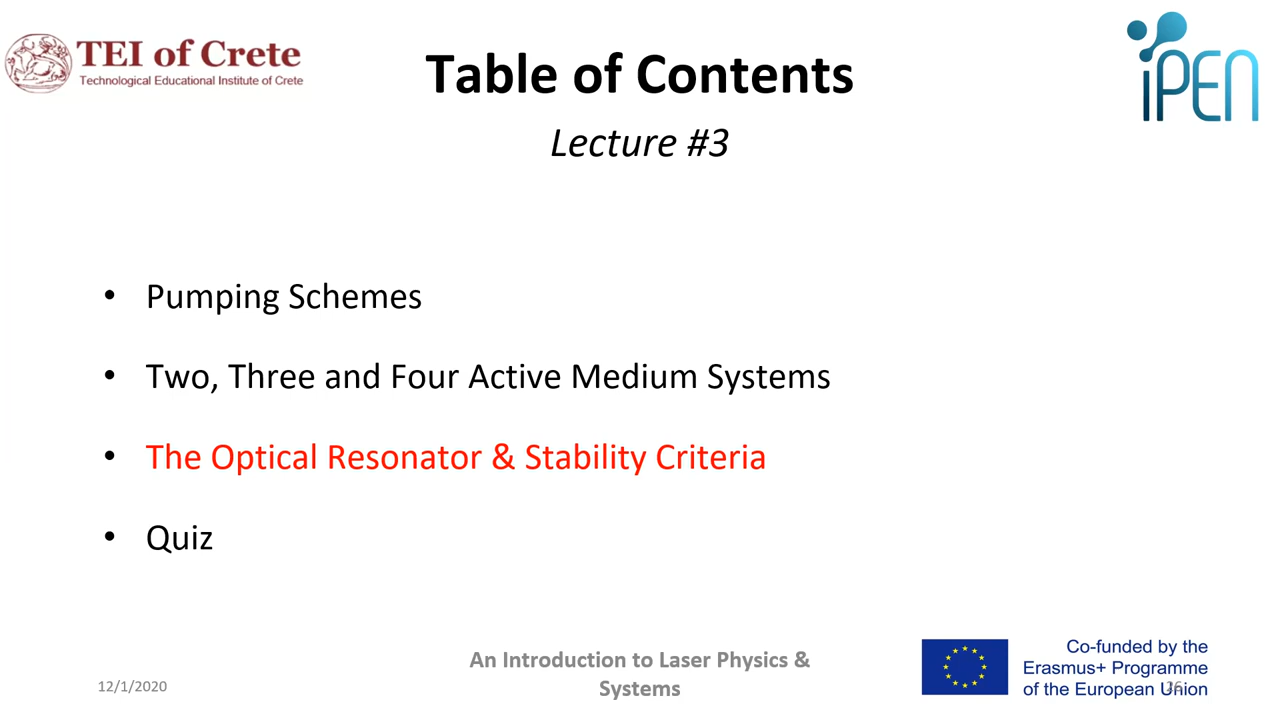 TEI of Crete
Technological Educational Institute of Crete
Table of Contents
Lecture #3
iPEN
• Pumping Schemes
• Two, Three and Four Active Medium Systems
• The Optical Resonator & Stability Criteria
• Quiz
12/1/2020
An Introduction to Laser Physics &
Systems
Co-funded by the
Erasmus+ Programme
of the European Union
26